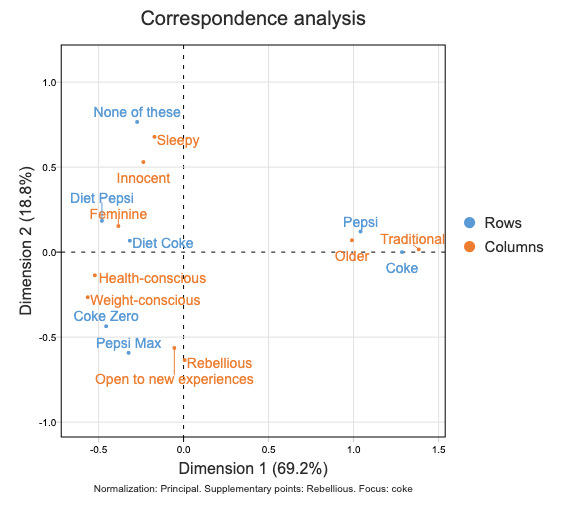 Correspondence analysis
1.0
0.5
0.0
-0.5
-1.0
Dimension 2 (18.8%)
None of these
Sleepy
Innocent
Diet Pepsi
Feminine
Diet Coke
Pepsi
Traditional
Older
Coke
Health-conscious
Weight-conscious
Coke Zero
Pepsi Max
Rebellious
Open to new experiences
Rows
Columns
-0.5 0.0 0.5 1.0 1.5
Dimension 1 (69.2%)
Normalization: Principal. Supplementary points: Rebellious. Focus: coke